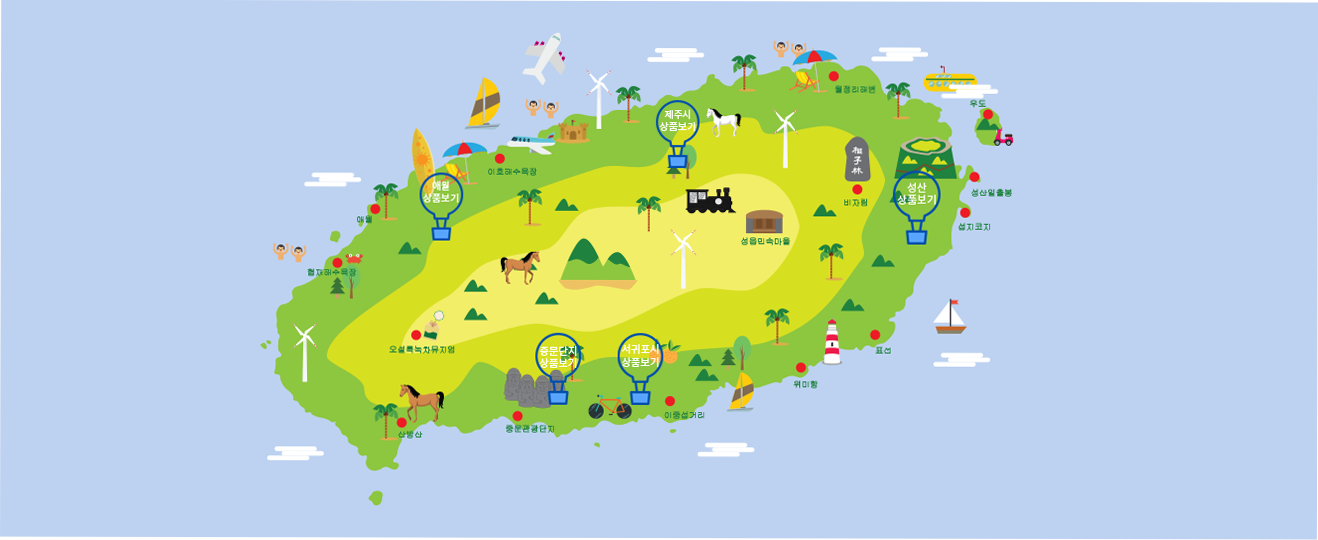 월정리해변
우도
제주시
상품보기
이호해수욕장
榧
子
林
비자림
성산
상품보기
성산일출봉
섭지코지
애월
상품보기
애월
성읍민속마을
협재해수욕장
오설록녹차뮤지엄
중문단지
상품보기
서귀포시
상품보기
표선
위미항
이중섭거리
중문관광단지
산방산